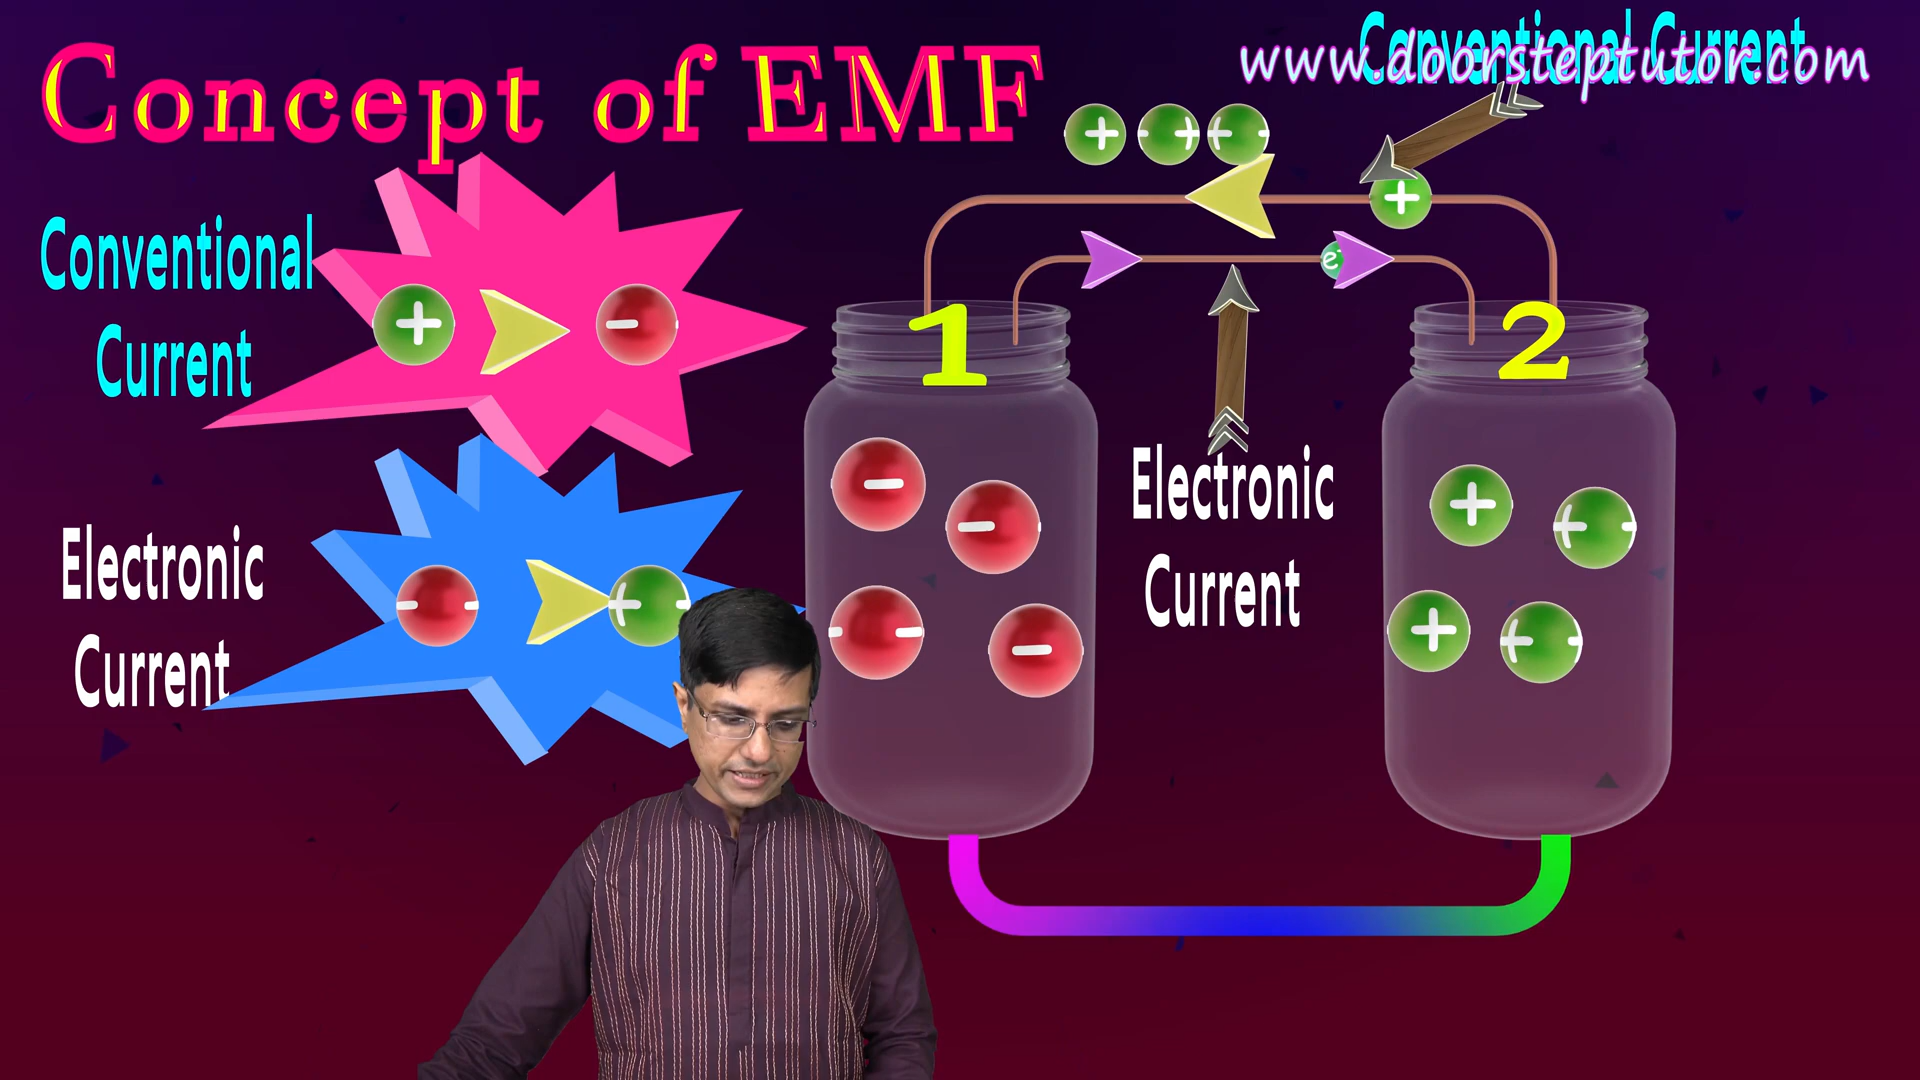 Concept of EMF
Conventional Current
www.doorsteptutor.com
Conventional
Current
+ -
Electronic
Current
- +
+ + +
+
e-
1
2
Electronic
Current
- - - -
+ + + +